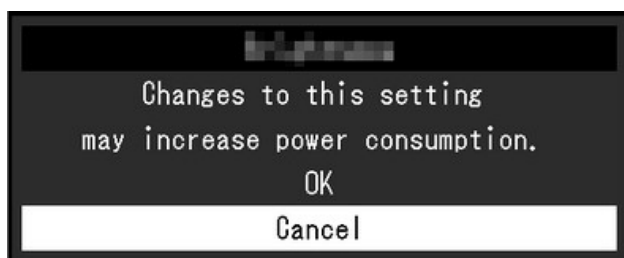 Changes to this setting
may increase power consumption.
OK
Cancel